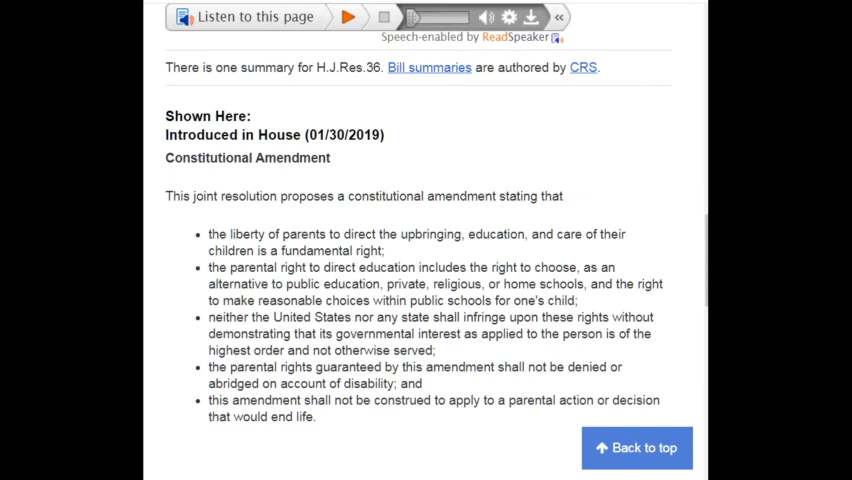 Listen to this page
Speech-enabled by ReadSpeaker
There is one summary for H.J.Res.36. Bill summaries are authored by CRS.
Shown Here:
Introduced in House (01/30/2019)
Constitutional Amendment
This joint resolution proposes a constitutional amendment stating that
• the liberty of parents to direct the upbringing, education, and care of their
children is a fundamental right;
• the parental right to direct education includes the right to choose, as an
alternative to public education, private, religious, or home schools, and the right
to make reasonable choices within public schools for one's child;
• neither the United States nor any state shall infringe upon these rights without
demonstrating that its governmental interest as applied to the person is of the
highest order and not otherwise served;
• the parental rights guaranteed by this amendment shall not be denied or
abridged on account of disability; and
• this amendment shall not be construed to apply to a parental action or decision
that would end life.
Back to top